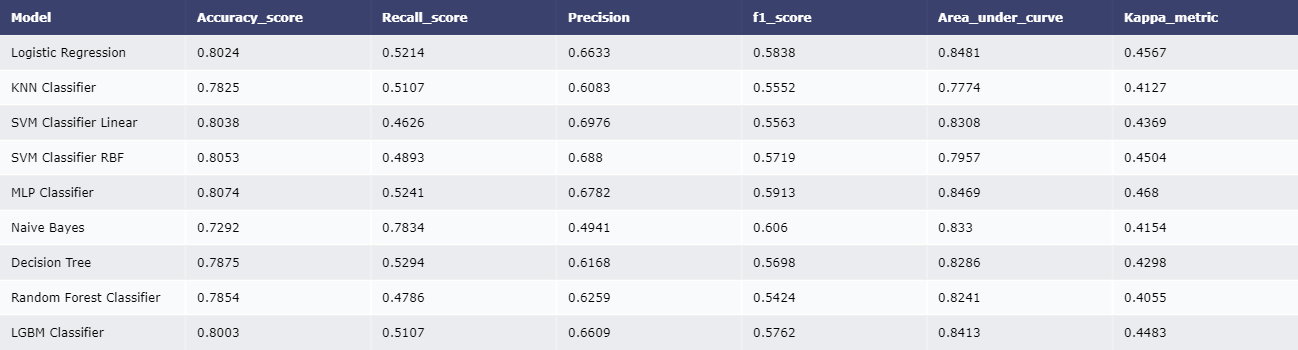 Model Accuracy_score Recall_score Precision f1_score Area_under_curve Kappa_metric
Logistic Regression 0.8024 0.5214 0.6633 0.5838 0.8481 0.4567
KNN Classifier 0.7825 0.5107 0.6083 0.5552 0.7774 0.4127
SVM Classifier Linear 0.8038 0.4626 0.6976 0.5563 0.8308 0.4369
SVM Classifier RBF 0.8053 0.4893 0.688 0.5719 0.7957 0.4504
MLP Classifier 0.8074 0.5241 0.6782 0.5913 0.8469 0.468
Naive Bayes 0.7292 0.7834 0.4941 0.606 0.833 0.4154
Decision Tree 0.7875 0.5294 0.6168 0.5698 0.8286 0.4298
Random Forest Classifier 0.7854 0.4786 0.6259 0.5424 0.8241 0.4055
LGBM Classifier 0.8003 0.5107 0.6609 0.5762 0.8413 0.4483